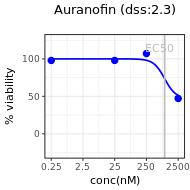 Auranofin (dss:2.3)
EC50
% viability
100
50
0
0.25 2.5 25 250 2500
conc(nM)